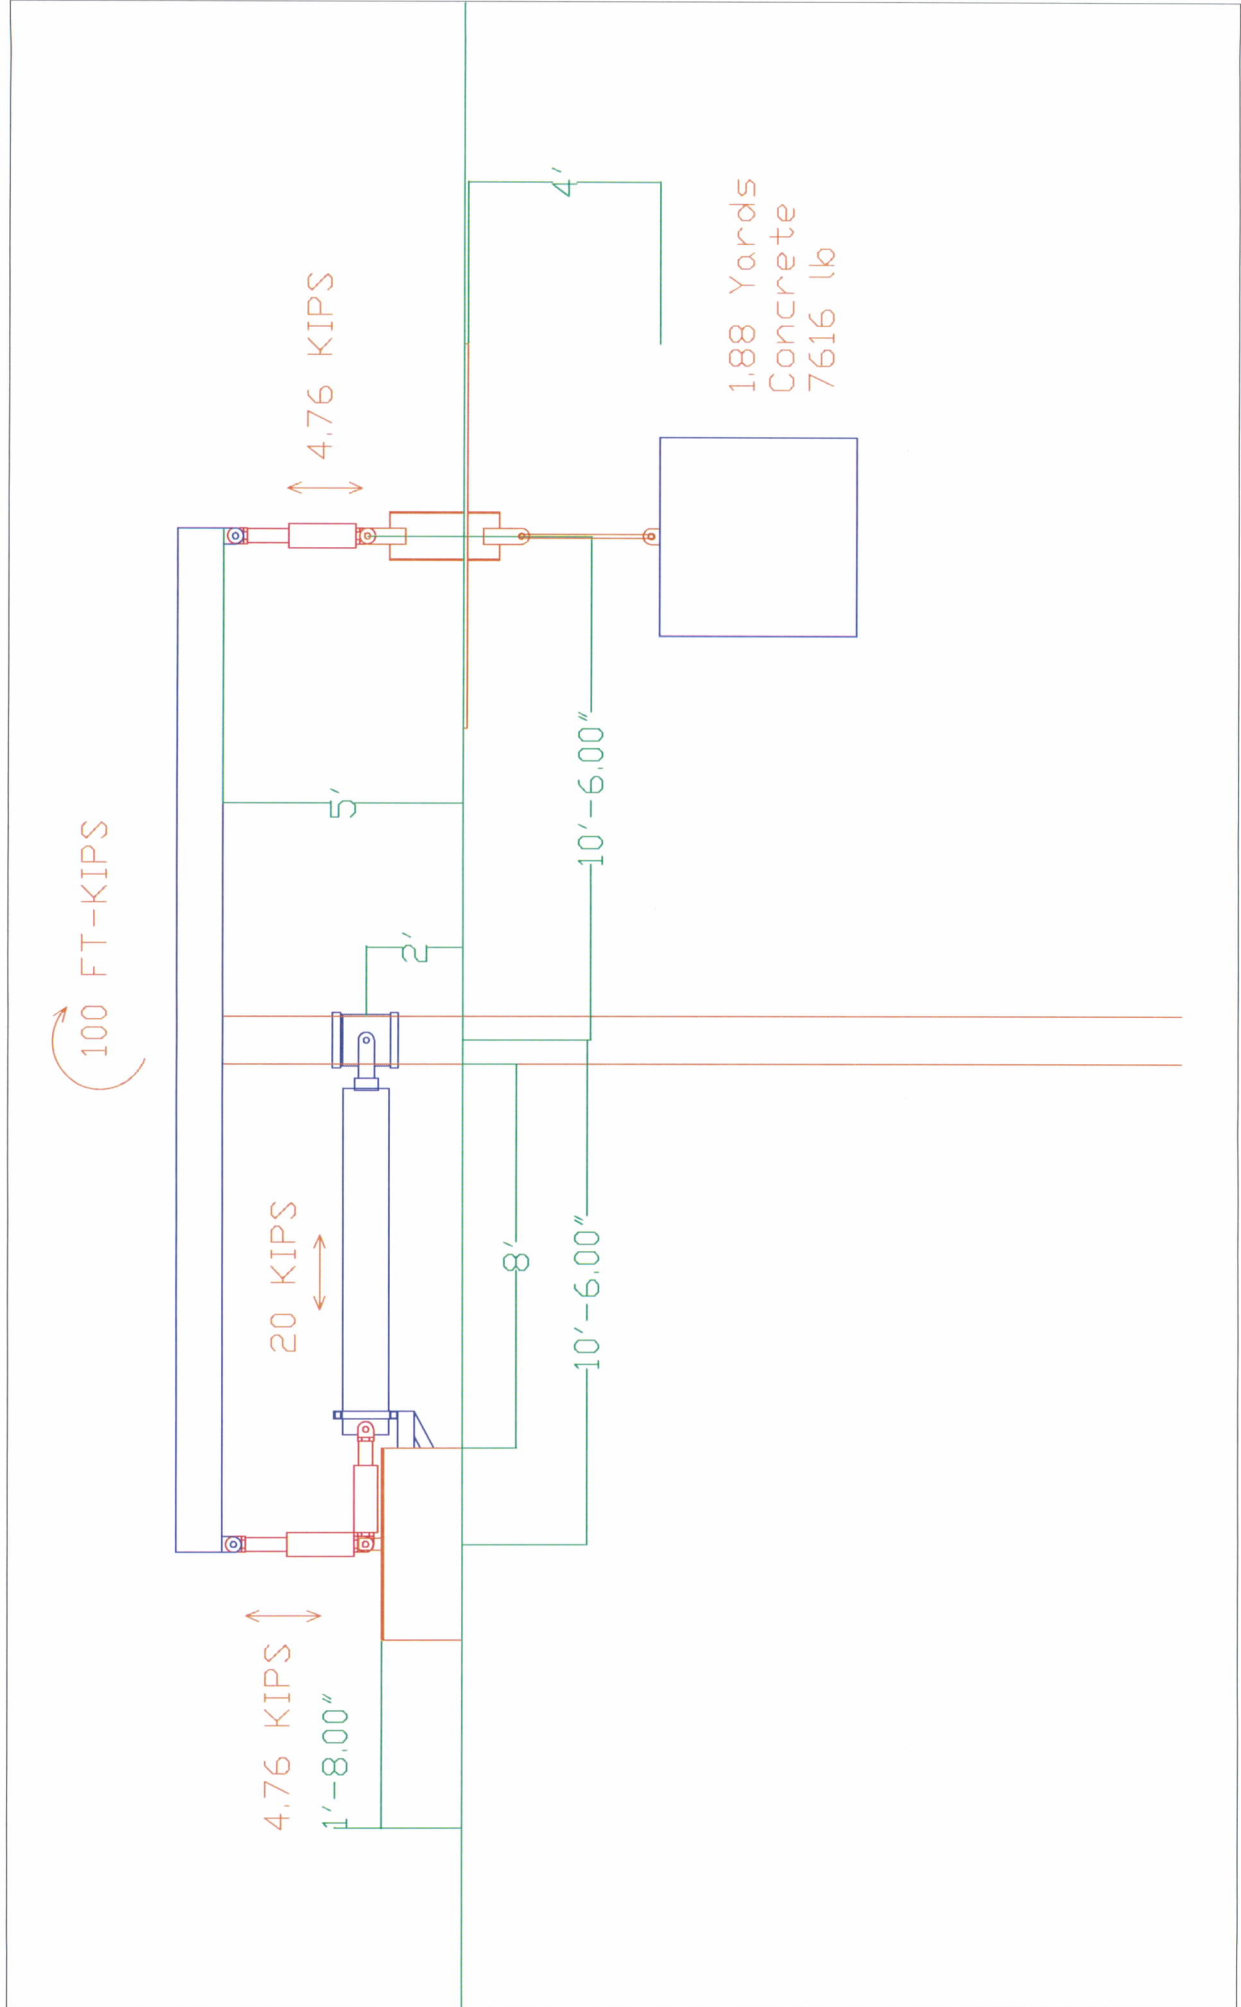 100 FT-KIPS
4.76 KIPS
20 KIPS
4.76 KIPS
1'-8.00"
5'
2'
4'
8'
10'-6.00"
10'-6.00"
1.88 Yards
Concrete
7616 lb